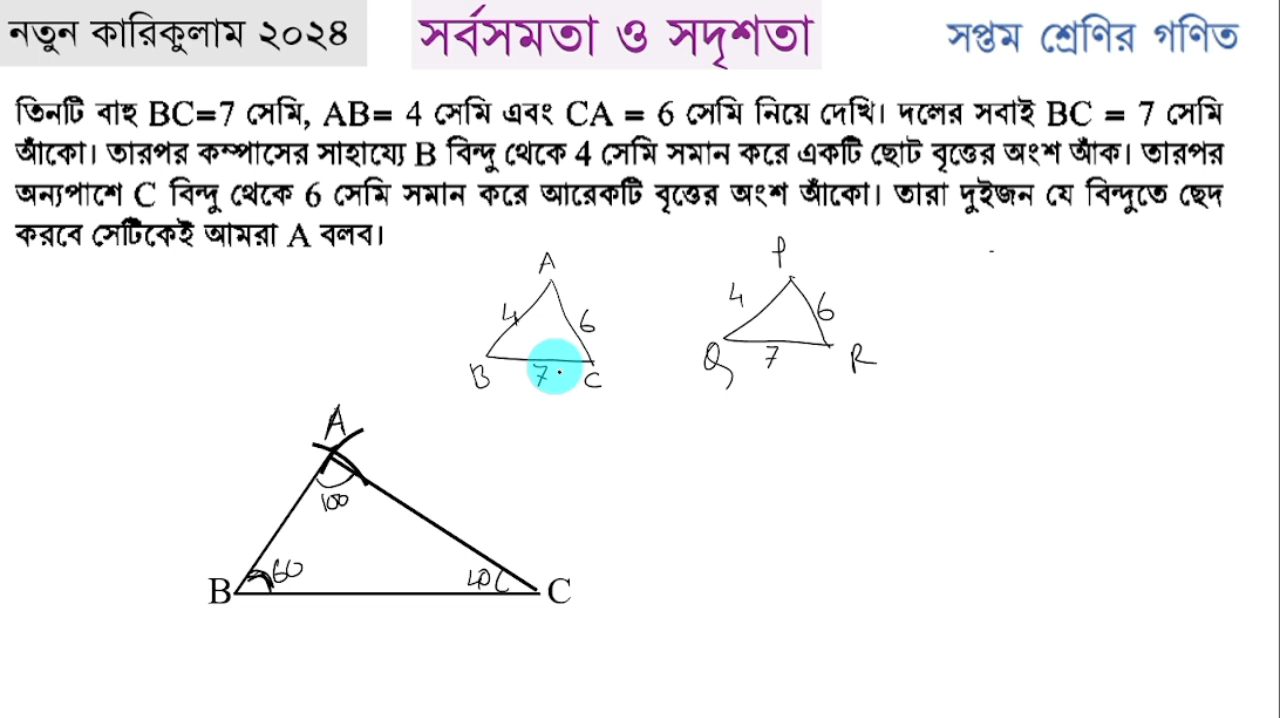 নতুন কারিকুলাম ২০২৪
সর্বসমতা ও সদৃশতা
সপ্তম শ্রেণির গণিত
তিনটি বাহু BC=7 সেমি, AB= 4 সেমি এবং CA = 6 সেমি নিয়ে দেখি। দলের সবাই BC = 7 সেমি
আঁকো। তারপর কম্পাসের সাহায্যে B বিন্দু থেকে 4 সেমি সমান করে একটি ছোট বৃত্তের অংশ আঁক। তারপর
অন্যপাশে C বিন্দু থেকে 6 সেমি সমান করে আরেকটি বৃত্তের অংশ আঁকো। তারা দুইজন যে বিন্দুতে ছেদ
করবে সেটিকেই আমরা A বলব।
A
4 6
B 7 C
P
4 6
Q 7 R
A
100
60 40
B C